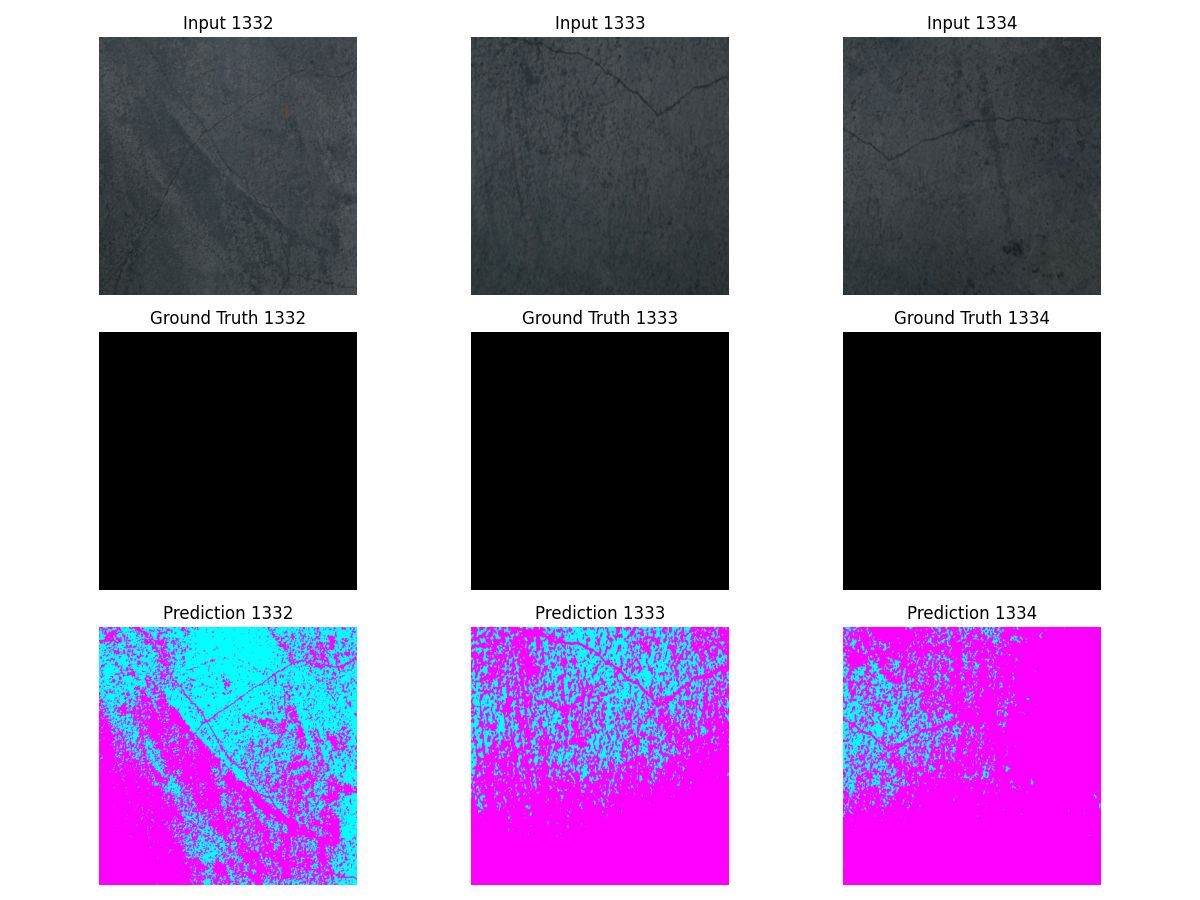 Input 1332
Input 1333
Input 1334
Ground Truth 1332
Ground Truth 1333
Ground Truth 1334
Prediction 1332
Prediction 1333
Prediction 1334